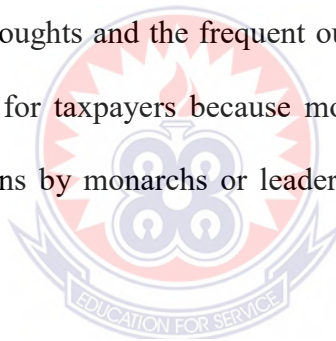 oughts and the frequent ou
for taxpayers because mo
ns by monarchs or leader
EDUCATION FOR SERVICE